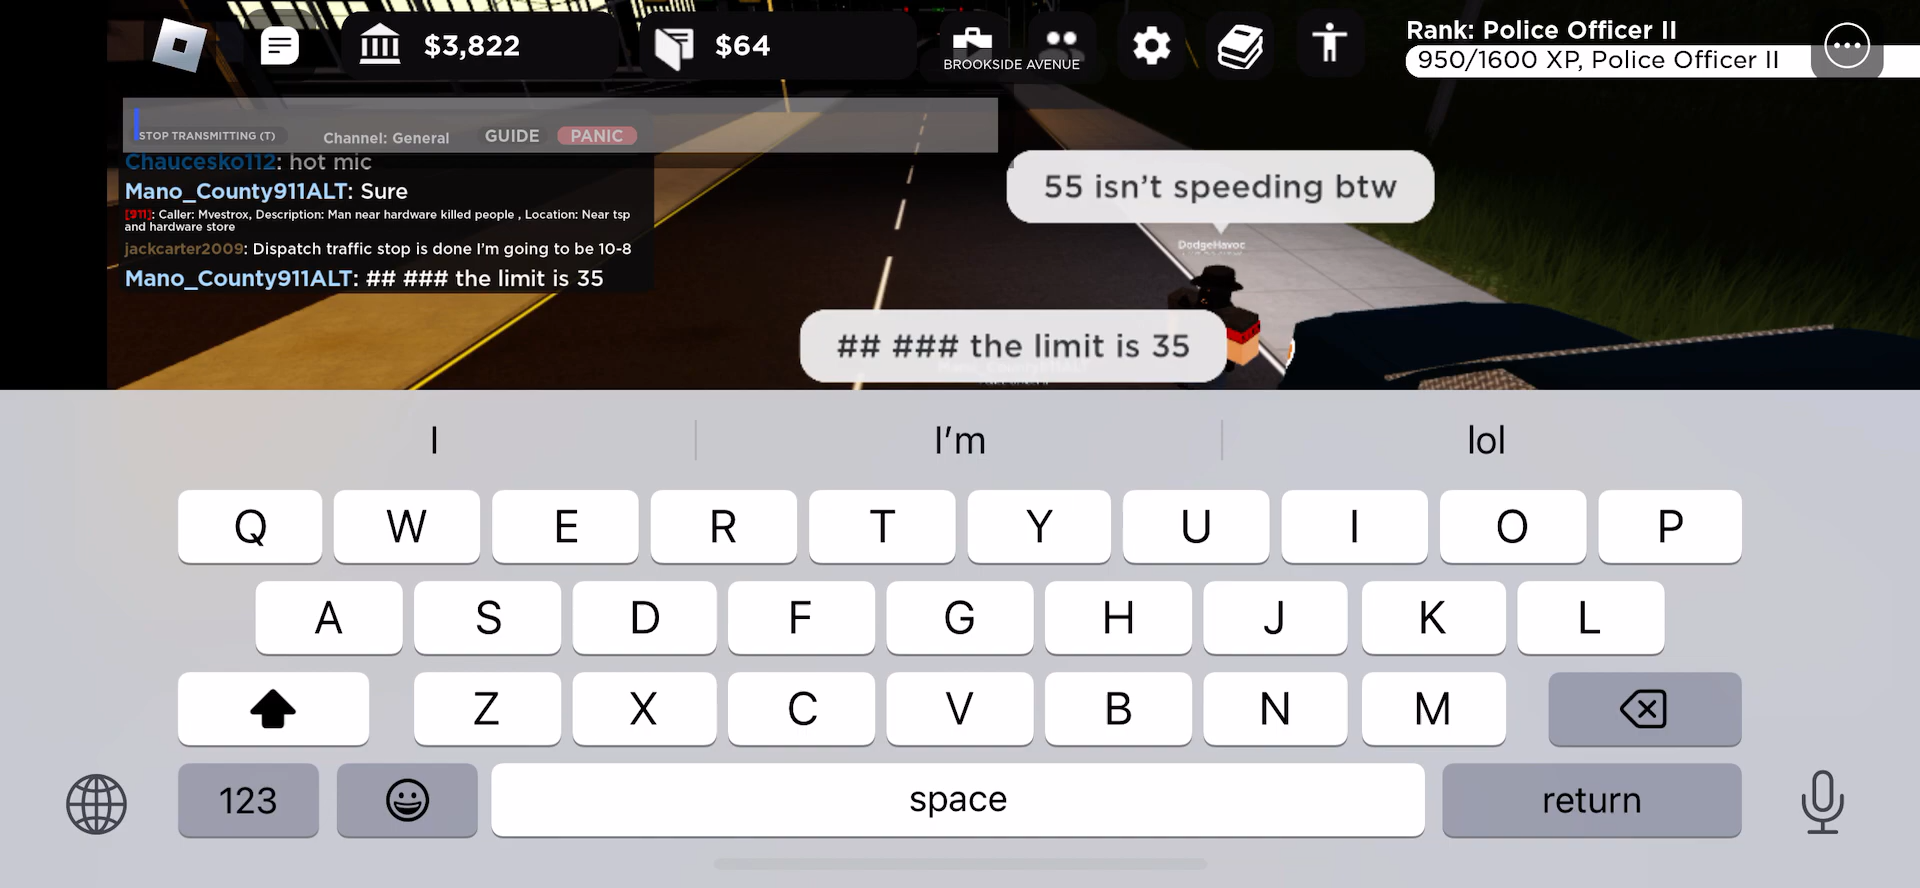 $3,822
$64
BROOKSIDE AVENUE
Rank: Police Officer II
950/1600 XP, Police Officer II
STOP TRANSMITTING (T)
Channel: General
GUIDE
PANIC
Chaucesko112: hot mic
Mano_County911ALT: Sure
[911]: Caller: Mvestrox, Description: Man near hardware killed people , Location: Near tsp
and hardware store
jackcarter2009: Dispatch traffic stop is done I'm going to be 10-8
Mano_County911ALT: ## ### the limit is 35
55 isn't speeding btw
DodgeHavoc
## ### the limit is 35
I
I'm
lol
Q W E R T Y U I O P
A S D F G H J K L
Z X C V B N M
123
space
return